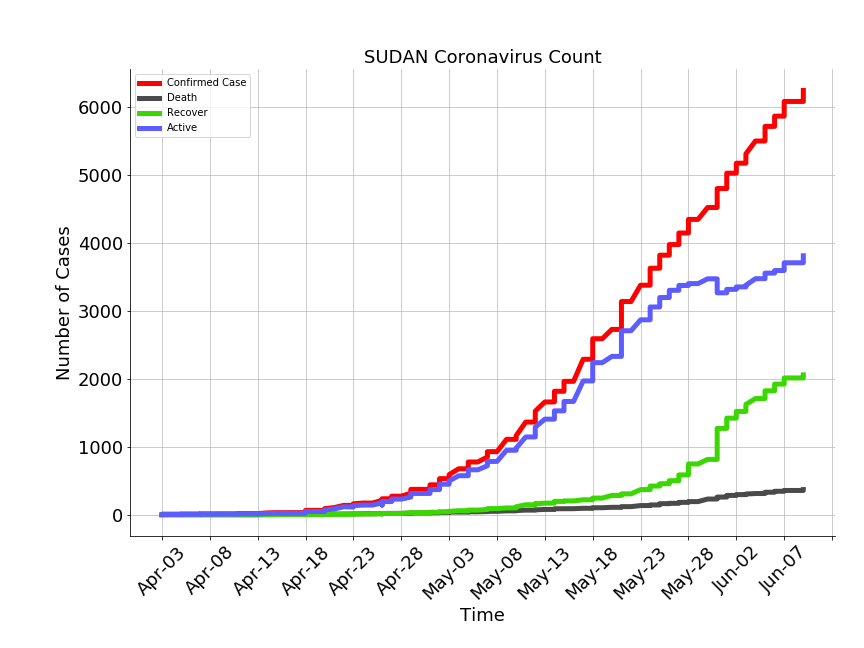 SUDAN Coronavirus Count
Confirmed Case
Death
Recover
Active
6000
5000
4000
3000
2000
1000
0
Number of Cases
Apr-03
Apr-08
Apr-13
Apr-18
Apr-23
Apr-28
May-03
May-08
May-13
May-18
May-23
May-28
Jun-02
Jun-07
Time